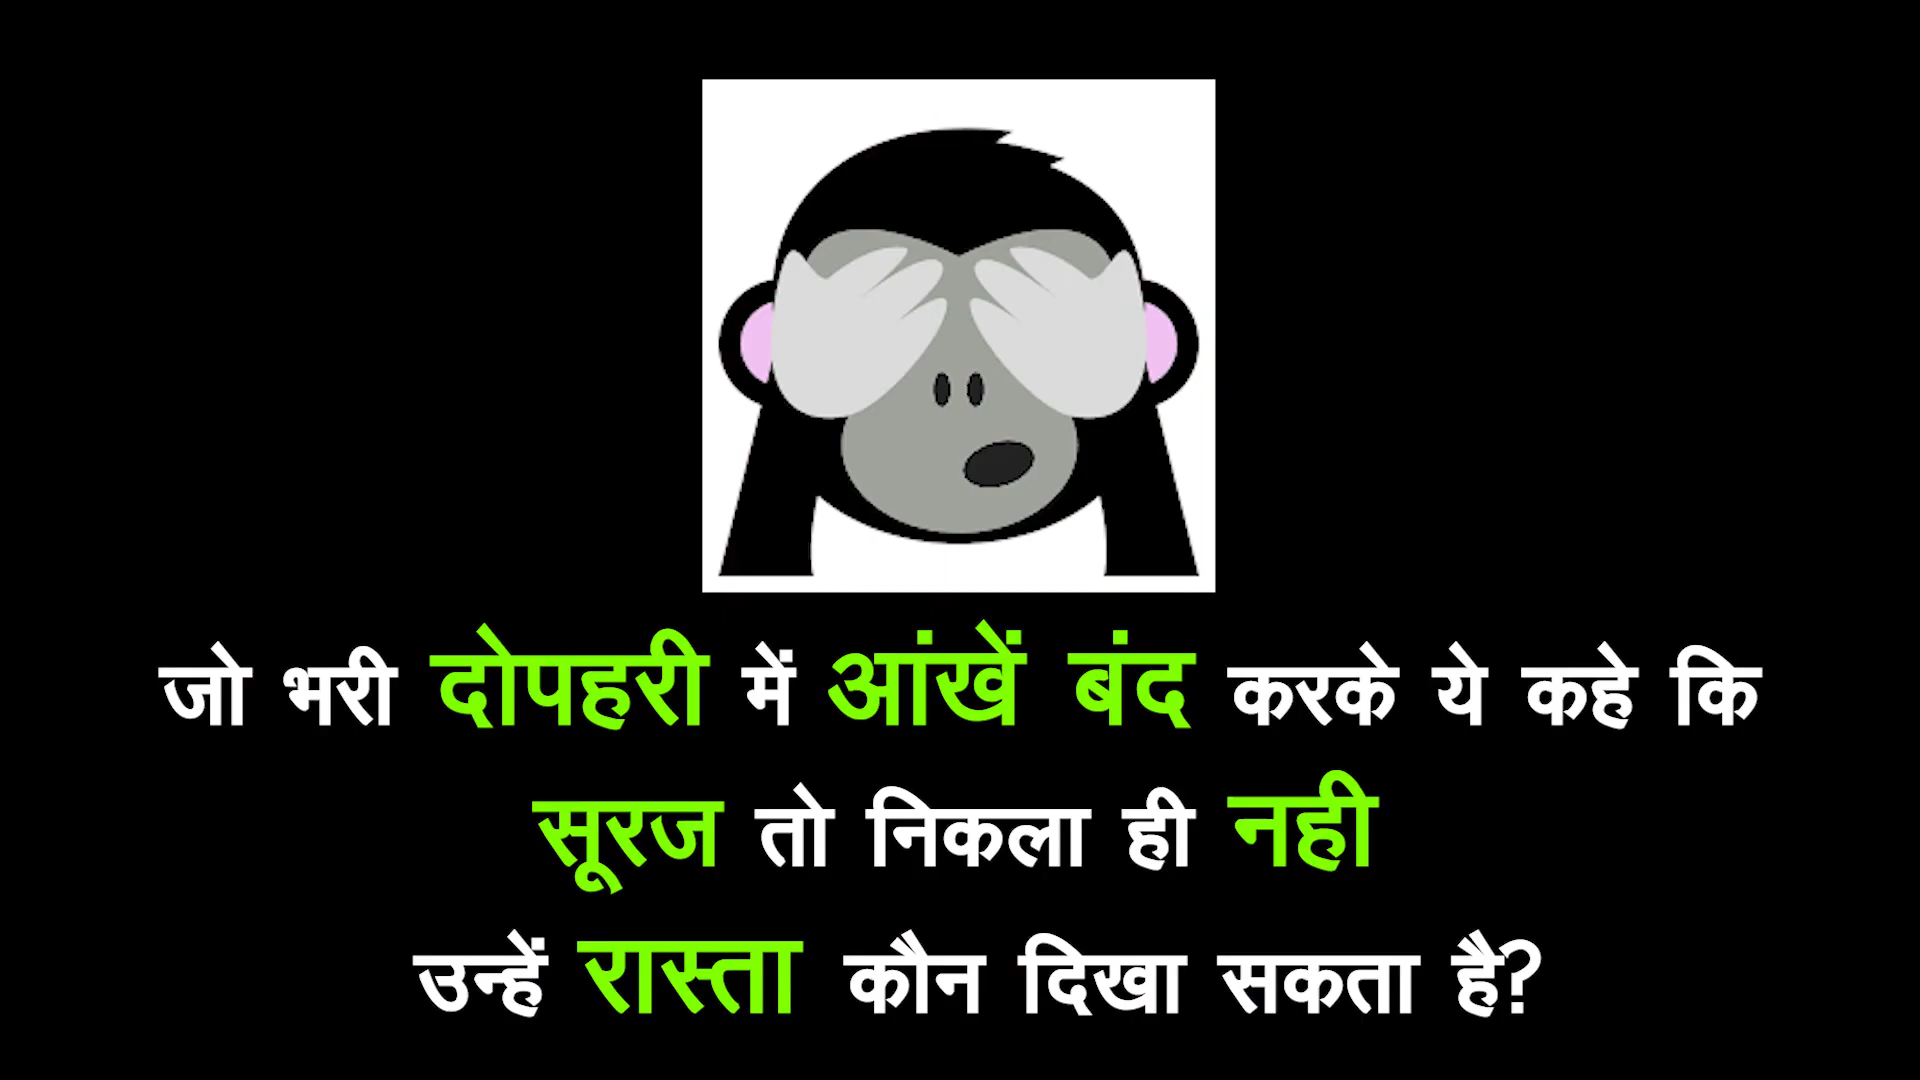 जो भरी दोपहरी में आंखें बंद करके ये कहे कि
सूरज तो निकला ही नही
उन्हें रास्ता कौन दिखा सकता है?